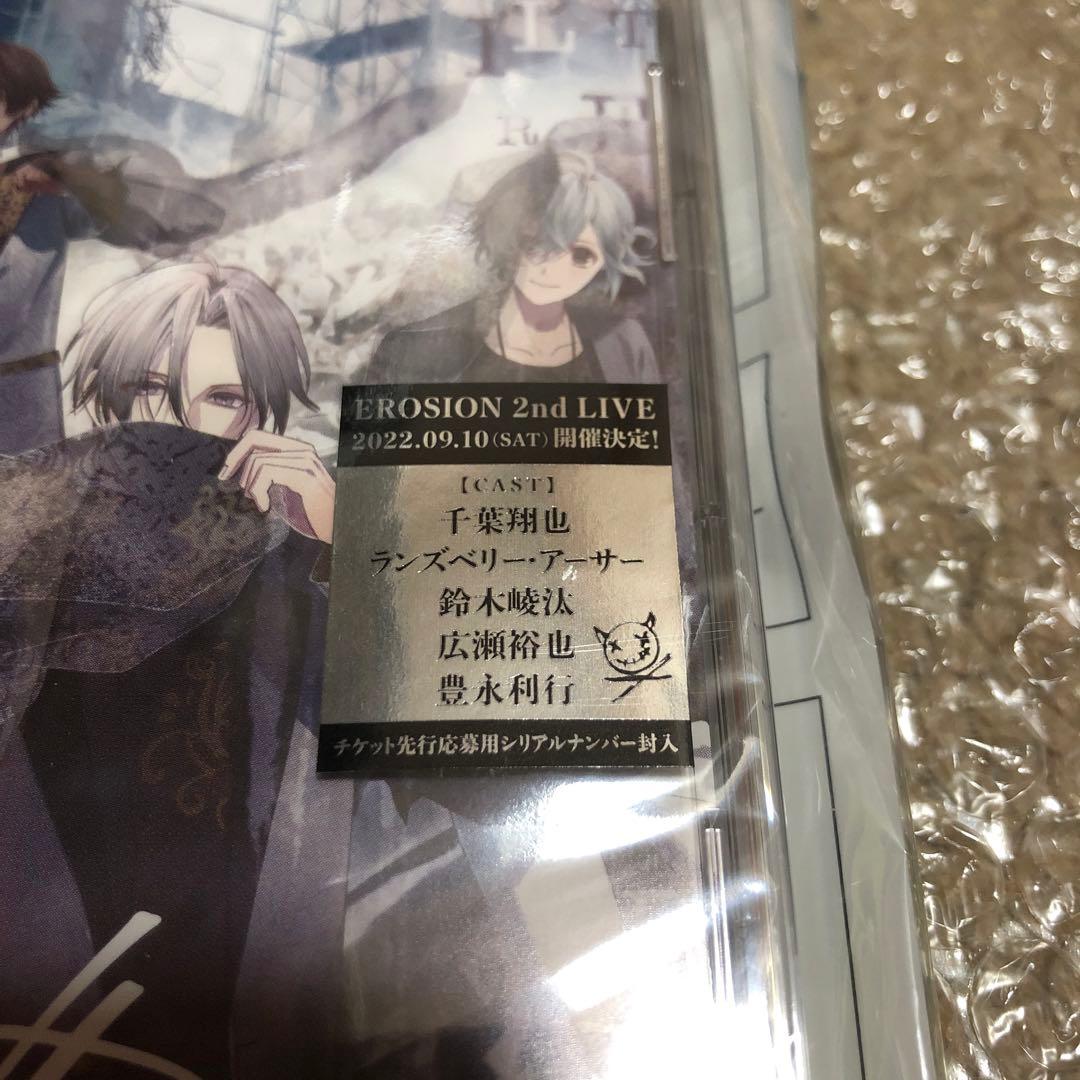 L T
R H
EROSION 2nd LIVE
2022.09.10(SAT)開催決定!
【CAST】
千葉翔也
ランズベリー・アーサー
鈴木崚汰
広瀬裕也
豊永利行
チケット先行応募用シリアルナンバー封入